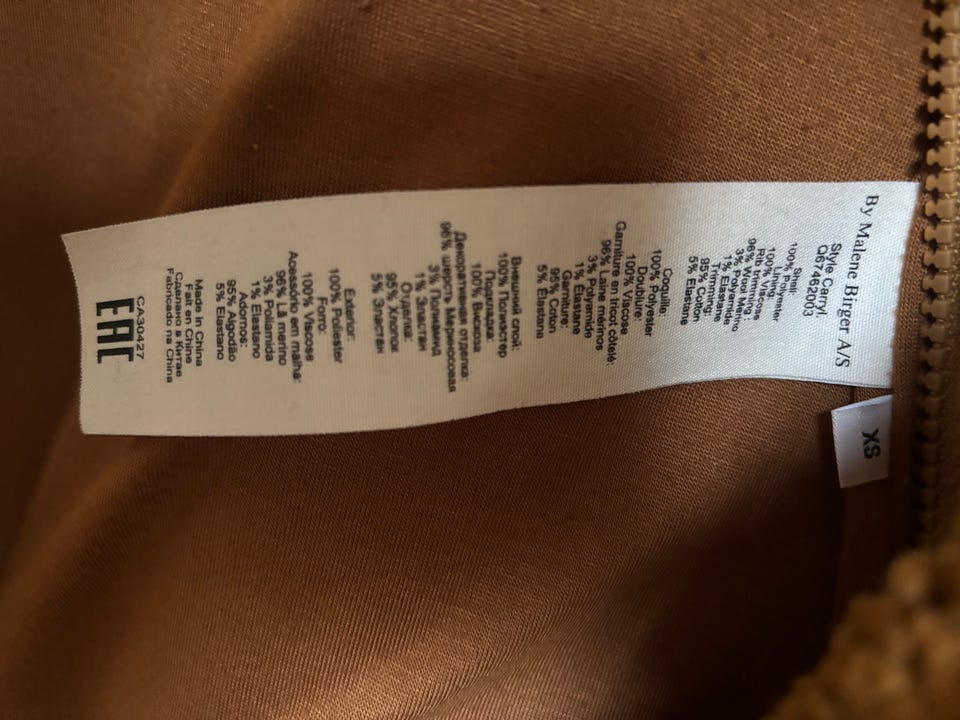 By Malene Birger A/S
Style Carryl,
Q67462003
Shell:
100% Polyester
Lining:
100% Viscose
Rib trimming:
96% Wool merino
3% Polyamide
1% Elastane
Trimming:
95% Cotton
5% Elastane
Coquille:
100% Polyester
Doublure:
100% Viscose
Garniture en tricot côtelé:
96% Laine mérinos
3% Polyamide
1% Élastane
Garniture:
95% Coton
5% Élastane
Внешний слой:
100% Полиэстер
Подкладка:
100% Вискоза
Декоративная отделка:
96% шерсть Мериносовая
3% Полиамид
1% Эластан
Отделка:
95% Хлопок
5% Эластан
Exterior:
100% Poliéster
Forro:
100% Viscose
Acessório em malha:
96% Lã merino
3% Poliamida
1% Elastano
Adornos:
95% Algodão
5% Elastano
Made in China
Fait en Chine
Сделано в Китае
Fabricado na China
CA30427
EAC
XS